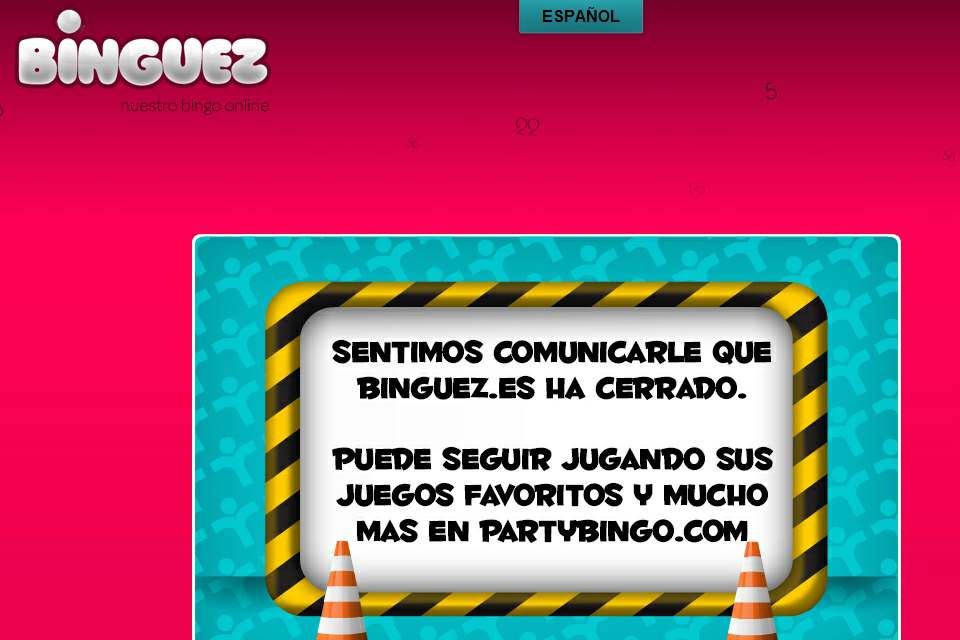 ESPAÑOL
BINGUEZ
nuestro bingo online
5
22
56
56
25
SENTIMOS COMUNICARLE QUE
BINGUEZ.ES HA CERRADO.
PUEDE SEGUIR JUGANDO SUS
JUEGOS FAVORITOS Y MUCHO
MAS EN PARTYBINGO.COM